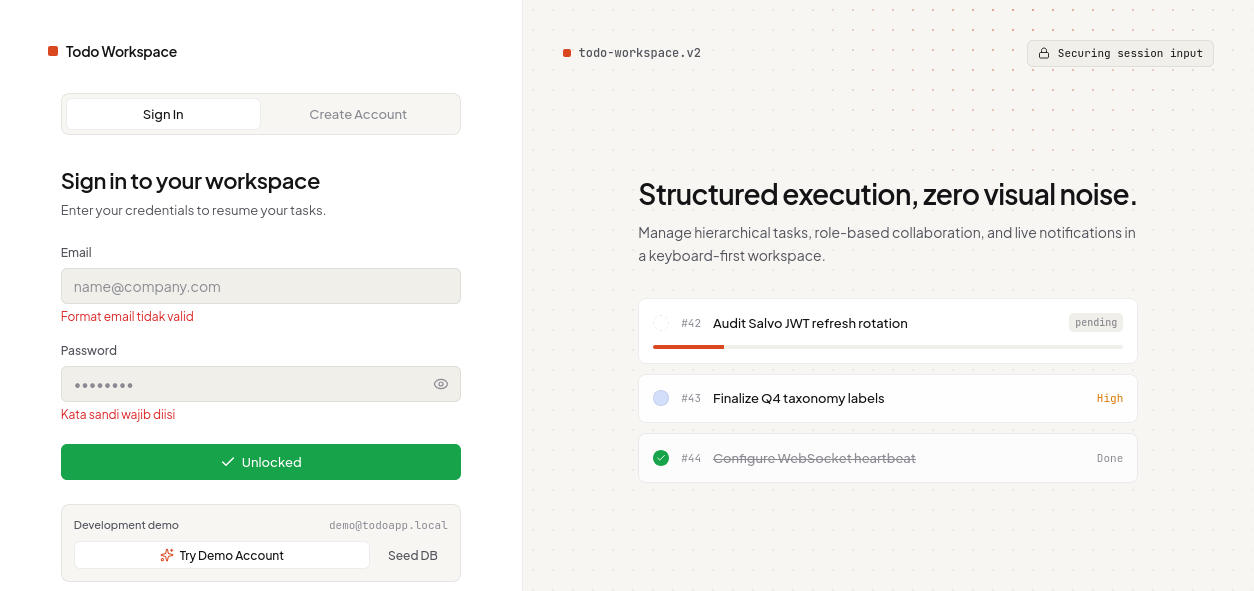 Todo Workspace
Sign In
Create Account
Sign in to your workspace
Enter your credentials to resume your tasks.
Email
name@company.com
Format email tidak valid
Password
••••••••
Kata sandi wajib diisi
Unlocked
Development demo
demo@todoapp.local
Try Demo Account
Seed DB
todo-workspace.v2
Securing session input
Structured execution, zero visual noise.
Manage hierarchical tasks, role-based collaboration, and live notifications in
a keyboard-first workspace.
#42 Audit Salvo JWT refresh rotation pending
#43 Finalize Q4 taxonomy labels High
#44 Configure WebSocket heartbeat Done